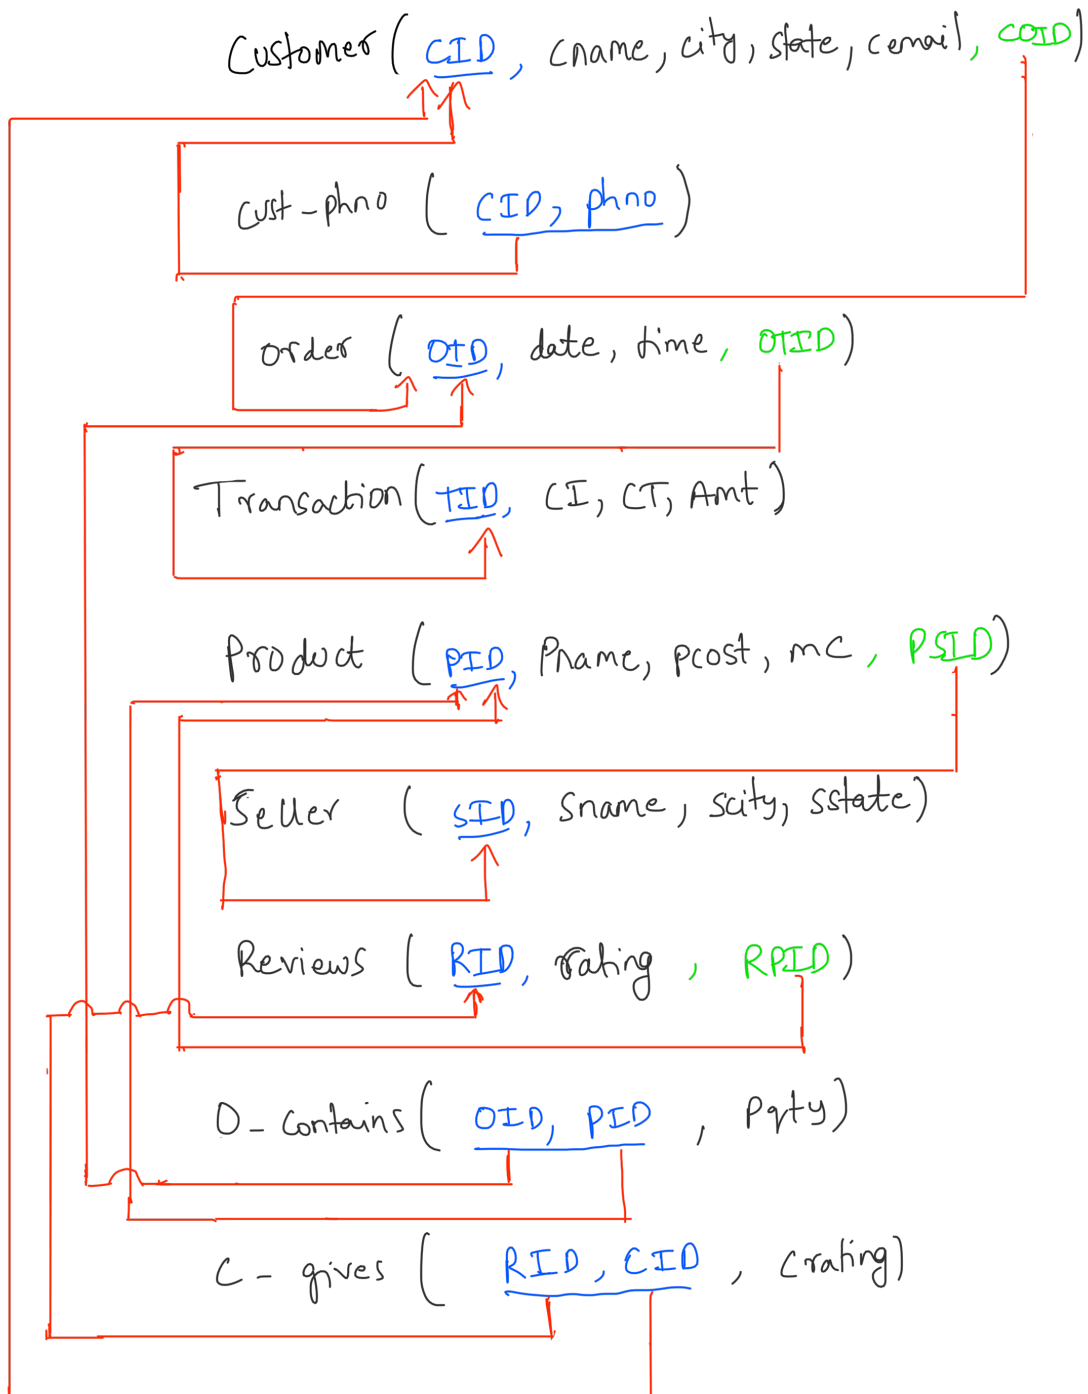 Customer ( CID, cname, city, state, cemail, COID)
Cust-phno ( CID, phno )
Order ( OID, date, time, OTID )
Transaction ( TID, CI, CT, Amt )
Product ( PID, Pname, pcost, mc, PSID )
Seller ( SID, Sname, scity, sstate )
Reviews ( RID, rating, RPID )
O-contains ( OID, PID, Pqty )
C-gives ( RID, CID, crating )